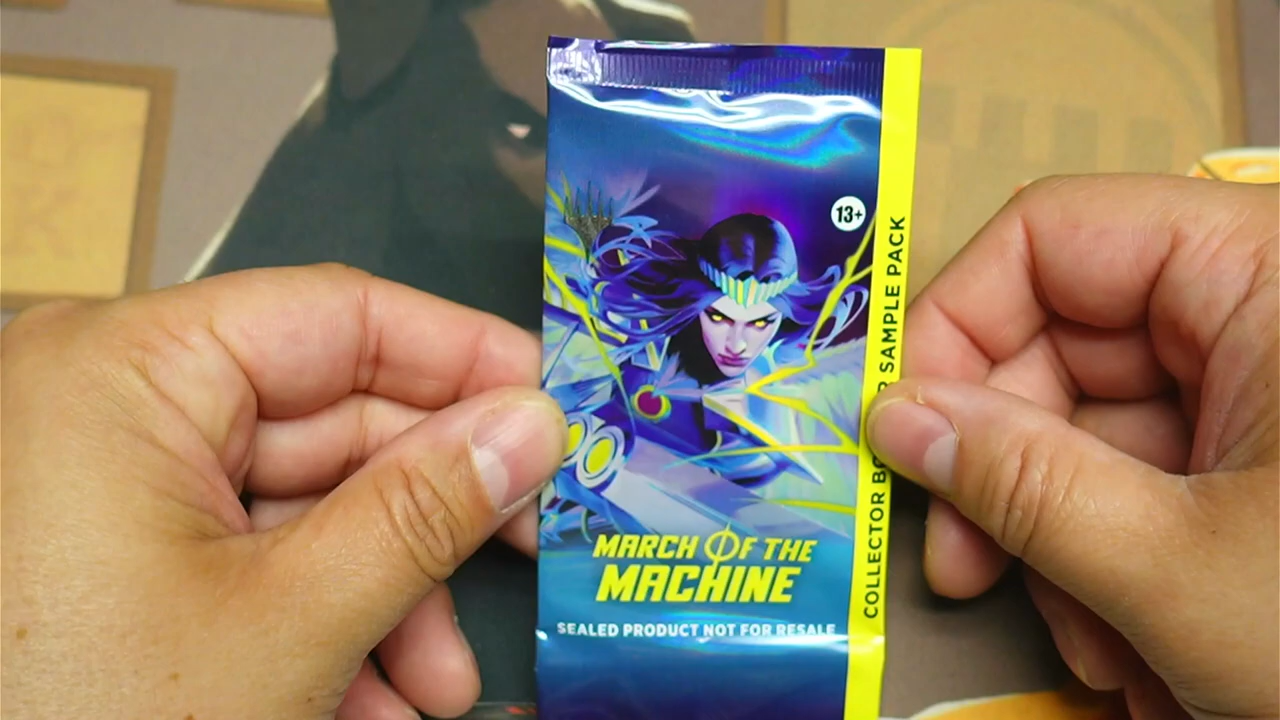 13+
MARCH OF THE
MACHINE
SEALED PRODUCT NOT FOR RESALE
COLLECTOR BO R SAMPLE PACK